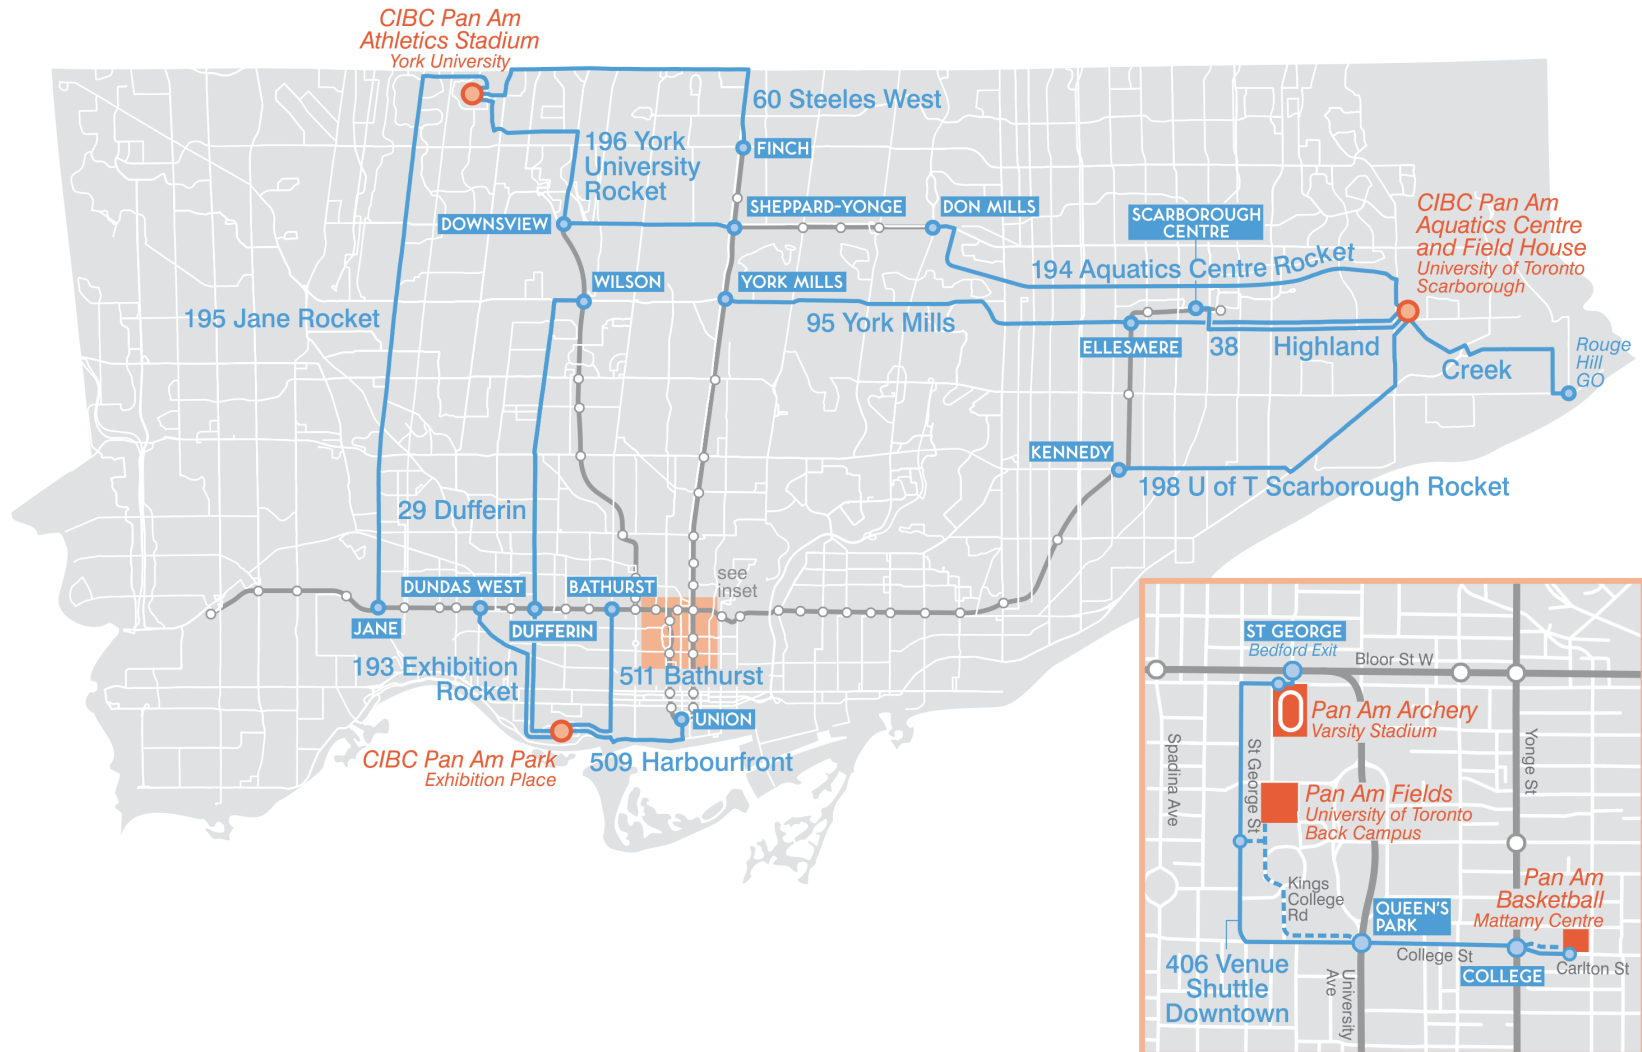 CIBC Pan Am
Athletics Stadium
York University
60 Steeles West
196 York
University
Rocket
FINCH
SHEPPARD-YONGE
DON MILLS
DOWNSVIEW
SCARBOROUGH
CENTRE
CIBC Pan Am
Aquatics Centre
and Field House
University of Toronto
Scarborough
194 Aquatics Centre Rocket
WILSON
YORK MILLS
195 Jane Rocket
95 York Mills
ELLESMERE
38 Highland
Creek
Rouge
Hill
GO
KENNEDY
198 U of T Scarborough Rocket
29 Dufferin
see
inset
DUNDAS WEST
BATHURST
JANE
DUFFERIN
193 Exhibition
Rocket
511 Bathurst
UNION
CIBC Pan Am Park
Exhibition Place
509 Harbourfront
ST GEORGE
Bedford Exit
Bloor St W
Pan Am Archery
Varsity Stadium
Spadina Ave
St George St
Yonge St
Pan Am Fields
University of Toronto
Back Campus
Kings
College
Rd
QUEEN'S
PARK
Pan Am
Basketball
Mattamy Centre
College St
COLLEGE
Carlton St
406 Venue
Shuttle
Downtown
University
Ave